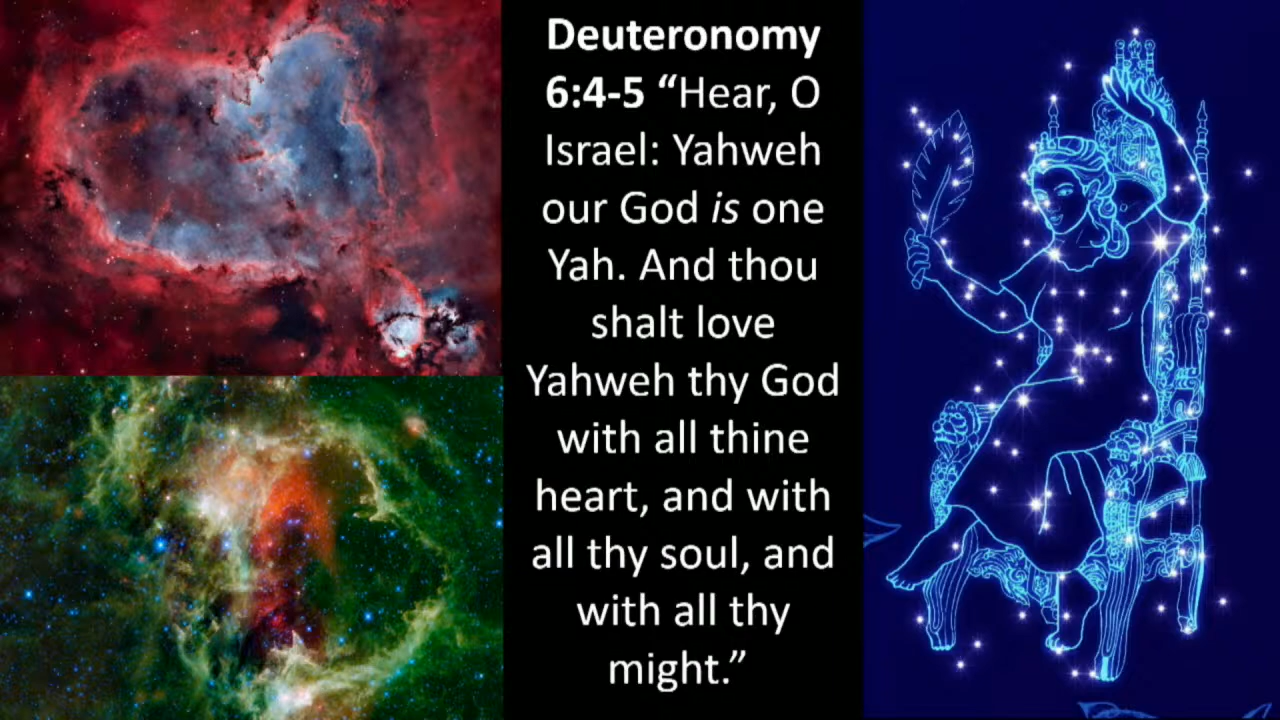 Deuteronomy
6:4-5 “Hear, O
Israel: Yahweh
our God is one
Yah. And thou
shalt love
Yahweh thy God
with all thine
heart, and with
all thy soul, and
with all thy
might.”